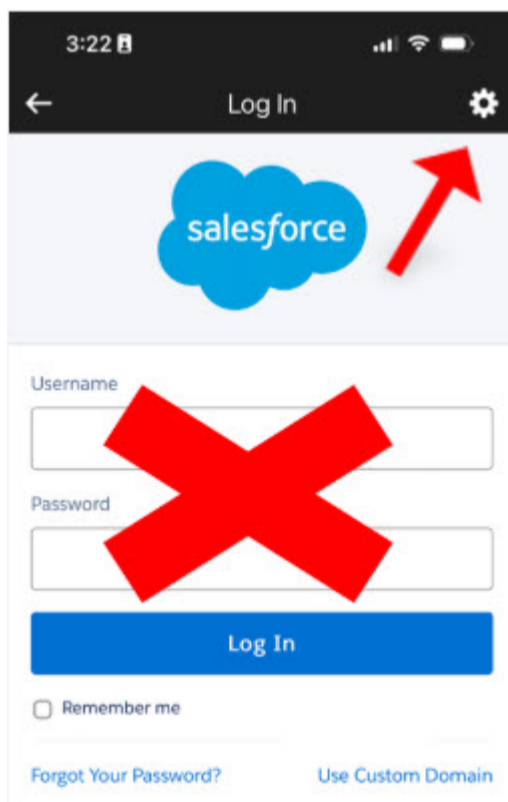 3:22
Log In
salesforce
Username
Password
Log In
Remember me
Forgot Your Password? Use Custom Domain